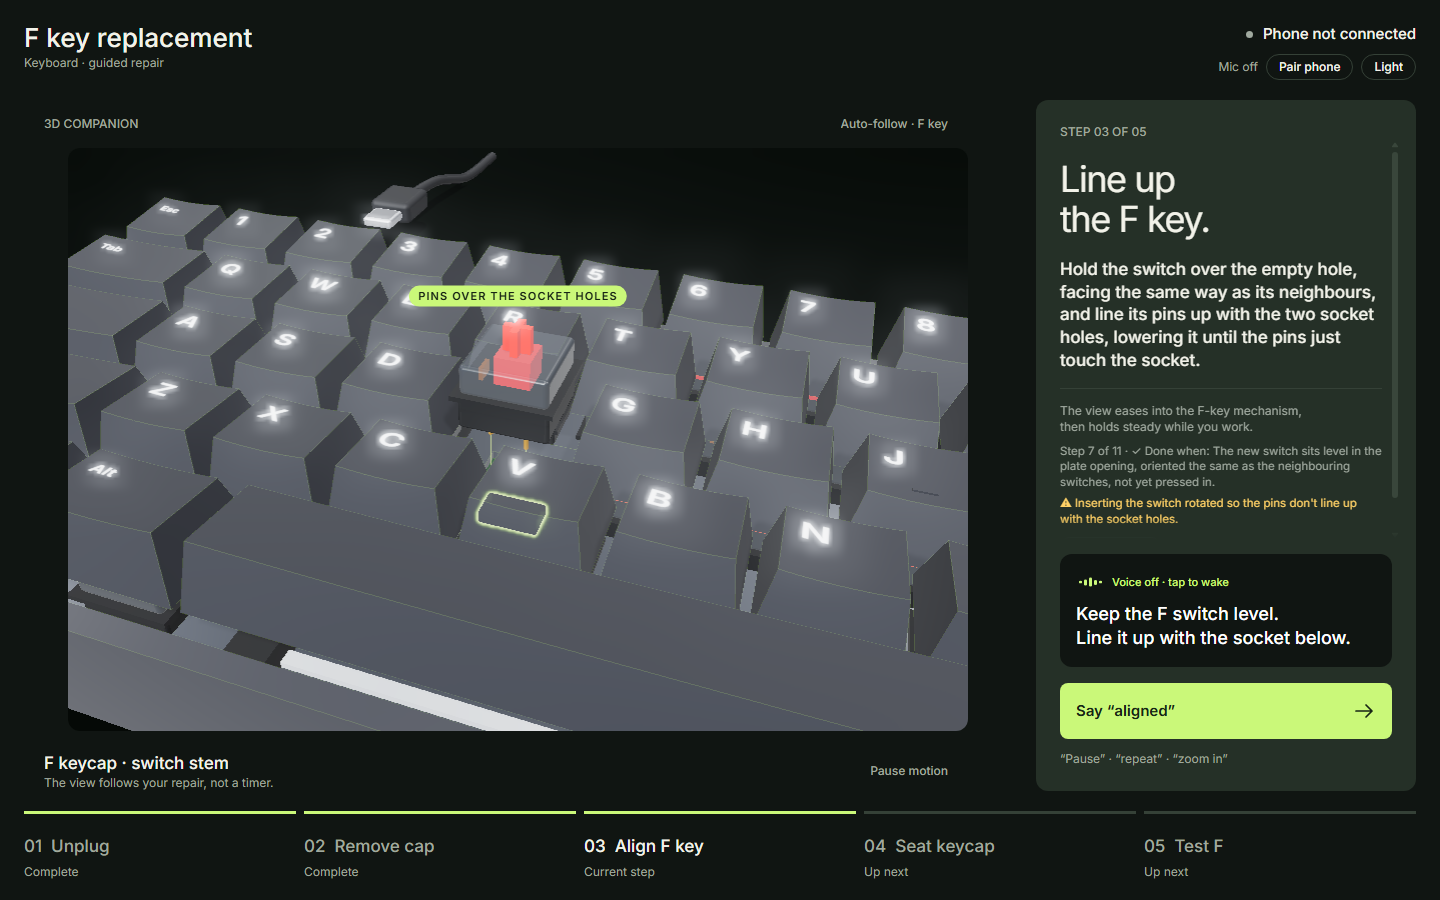 F key replacement
Keyboard · guided repair
Phone not connected
Mic off
Pair phone
Light
3D COMPANION
Auto-follow · F key
Esc
1
2
3
4
5
6
7
8
Tab
Q
W
PINS OVER THE SOCKET HOLES
R
T
Y
U
A
S
D
G
H
J
Z
X
C
V
B
N
Alt
F keycap · switch stem
The view follows your repair, not a timer.
Pause motion
STEP 03 OF 05
Line up
the F key.
Hold the switch over the empty hole,
facing the same way as its neighbours,
and line its pins up with the two socket
holes, lowering it until the pins just
touch the socket.
The view eases into the F-key mechanism,
then holds steady while you work.
Step 7 of 11 · ✓ Done when: The new switch sits level in the
plate opening, oriented the same as the neighbouring
switches, not yet pressed in.
⚠ Inserting the switch rotated so the pins don't line up
with the socket holes.
Voice off · tap to wake
Keep the F switch level.
Line it up with the socket below.
Say “aligned”
“Pause” · “repeat” · “zoom in”
01 Unplug
Complete
02 Remove cap
Complete
03 Align F key
Current step
04 Seat keycap
Up next
05 Test F
Up next